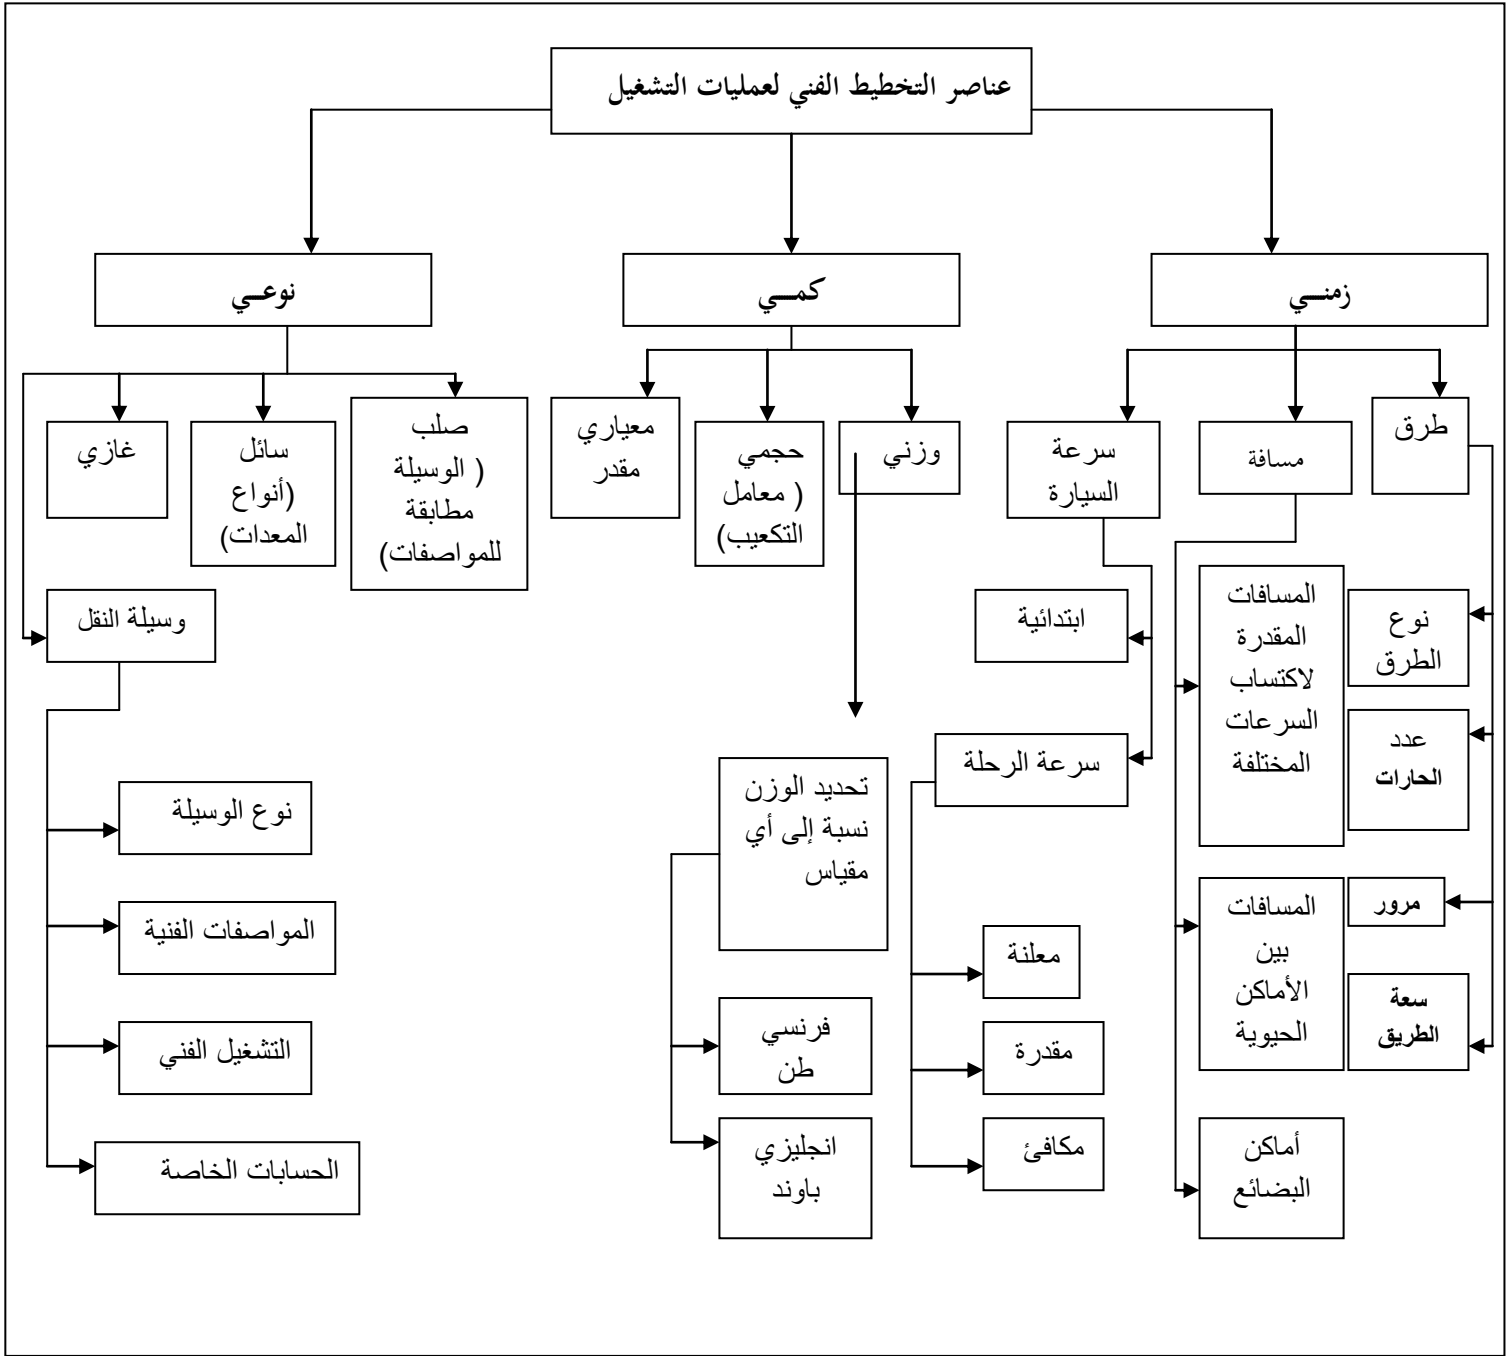 عناصر التخطيط الفني لعمليات التشغيل
زمنــي
كمــي
نوعــي
طرق
مسافة
سرعة
السيارة
وزني
حجمي
( معامل
التكعيب)
معياري
مقدر
صلب
( الوسيلة
مطابقة
للمواصفات)
سائل
(أنواع
المعدات)
غازي
نوع
الطرق
عدد
الحارات
مرور
سعة
الطريق
المسافات
المقدرة
لاكتساب
السرعات
المختلفة
المسافات
بين
الأماكن
الحيوية
أماكن
البضائع
ابتدائية
سرعة الرحلة
معلنة
مقدرة
مكافئ
تحديد الوزن
نسبة إلى أي
مقياس
فرنسي
طن
انجليزي
باوند
وسيلة النقل
نوع الوسيلة
المواصفات الفنية
التشغيل الفني
الحسابات الخاصة